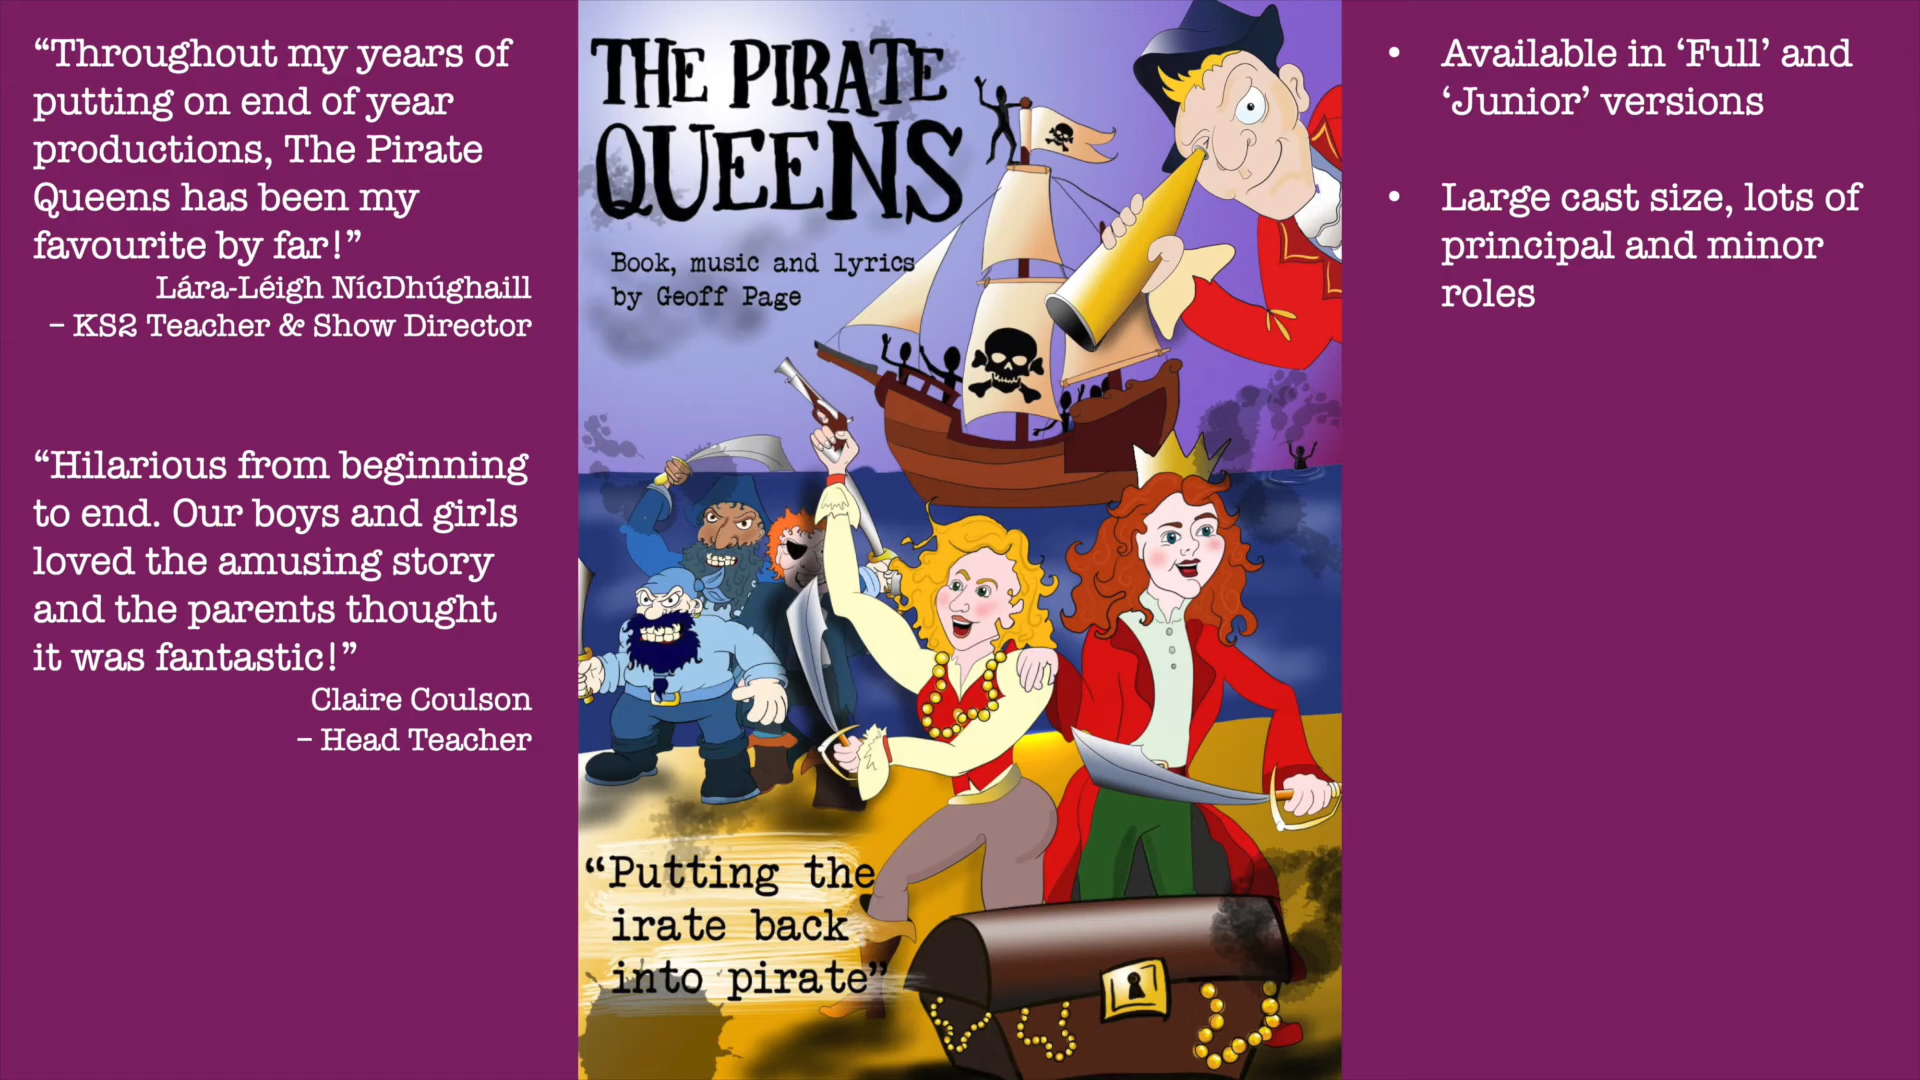 “Throughout my years of
putting on end of year
productions, The Pirate
Queens has been my
favourite by far!”
Lára-Léigh NícDhúghaill
– KS2 Teacher & Show Director
“Hilarious from beginning
to end. Our boys and girls
loved the amusing story
and the parents thought
it was fantastic!”
Claire Coulson
– Head Teacher
THE PIRATE
QUEENS
Book, music and lyrics
by Geoff Page
“Putting the
irate back
into pirate”
• Available in ‘Full’ and
‘Junior’ versions
• Large cast size, lots of
principal and minor
roles